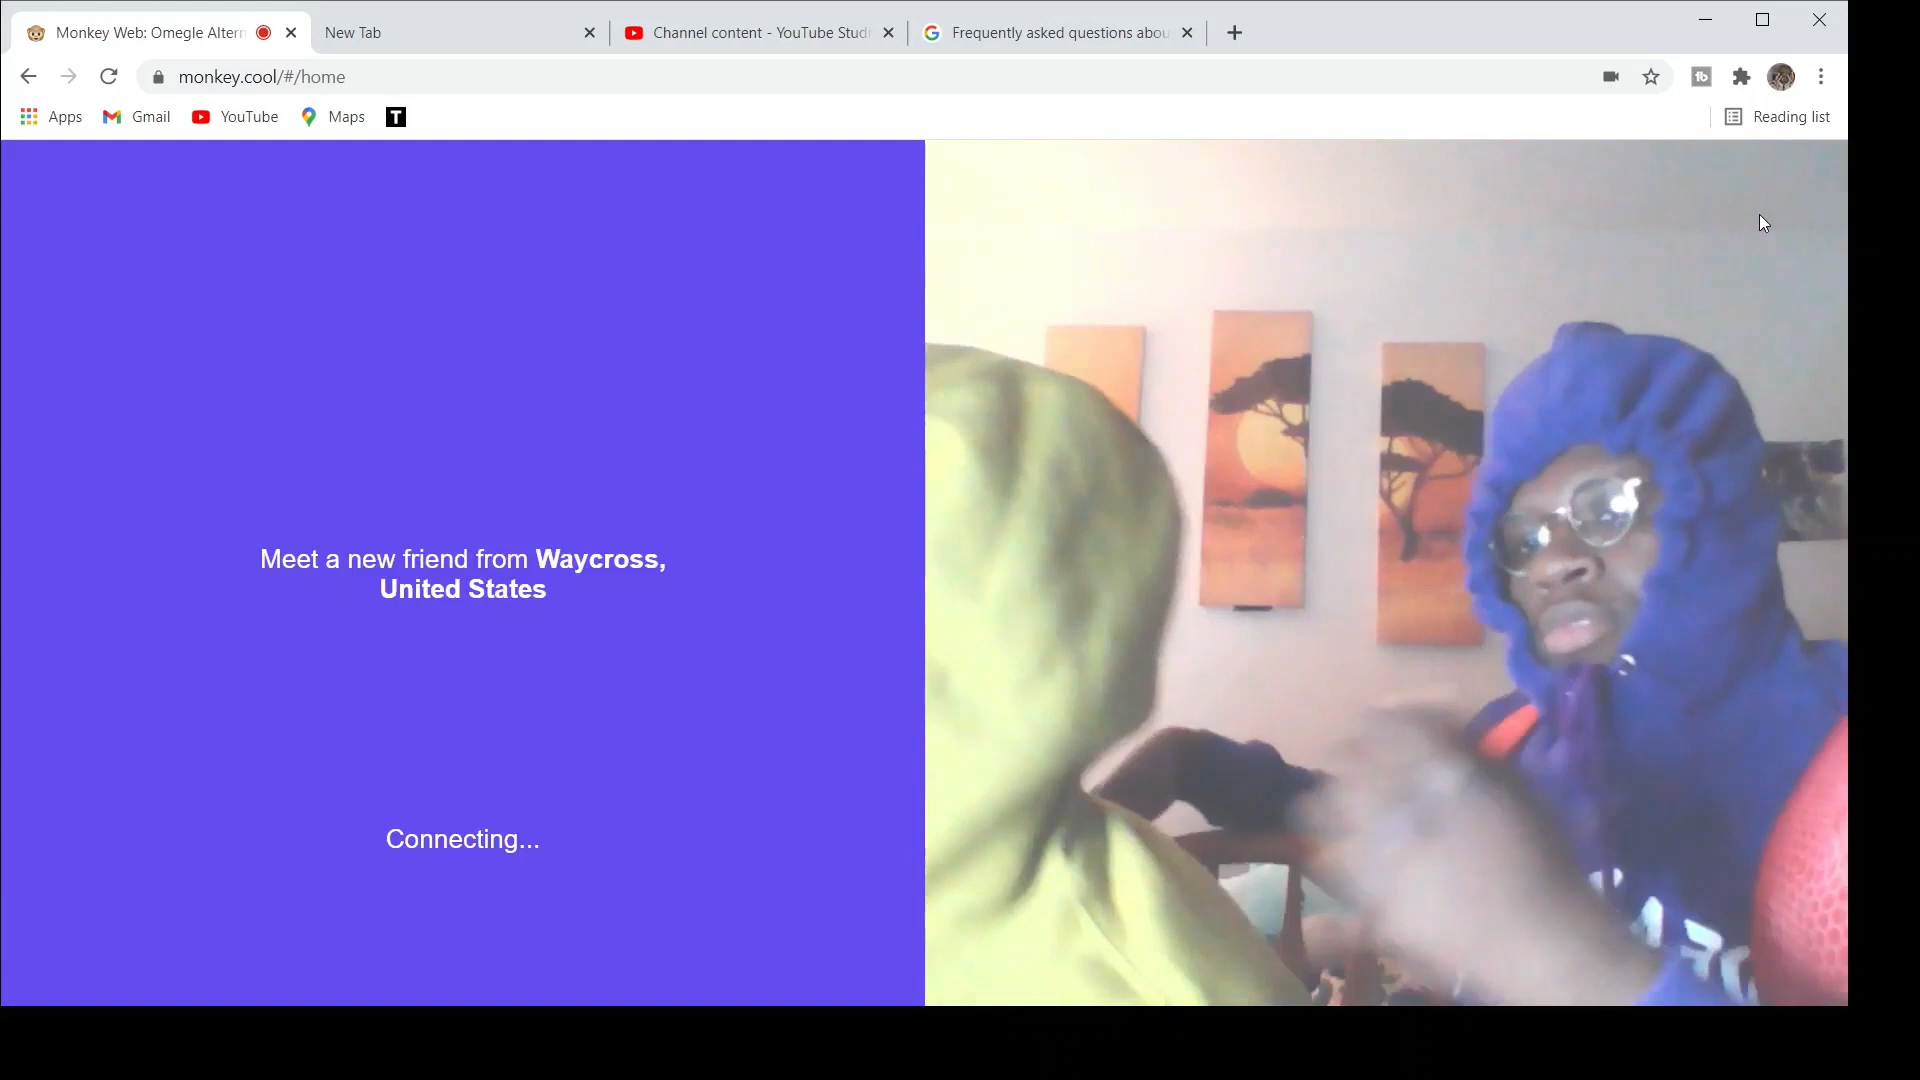 Monkey Web: Omegle Altern
New Tab
Channel content - YouTube Studi
Frequently asked questions abou
monkey.cool/#/home
tb
Apps
Gmail
YouTube
Maps
T
Reading list
Meet a new friend from Waycross,
United States
Connecting...